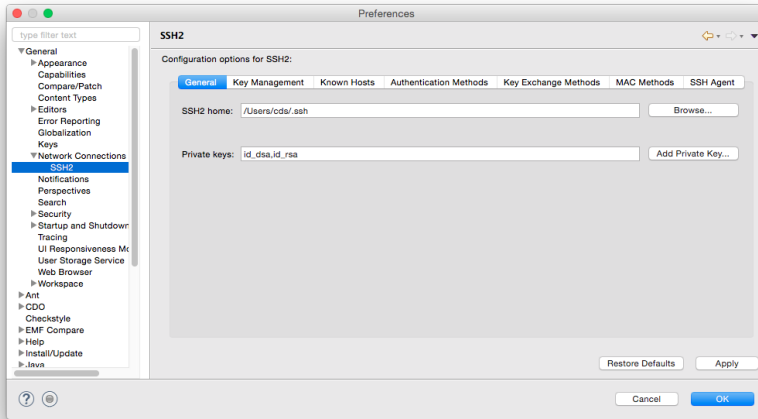 Preferences
type filter text
General
Appearance
Capabilities
Compare/Patch
Content Types
Editors
Error Reporting
Globalization
Keys
Network Connections
SSH2
Notifications
Perspectives
Search
Security
Startup and Shutdown
Tracing
UI Responsiveness Mo
User Storage Service
Web Browser
Workspace
Ant
CDO
Checkstyle
EMF Compare
Help
Install/Update
Java
SSH2
Configuration options for SSH2:
General Key Management Known Hosts Authentication Methods Key Exchange Methods MAC Methods SSH Agent
SSH2 home: /Users/cds/.ssh Browse...
Private keys: id_dsa,id_rsa Add Private Key...
Restore Defaults Apply
? Cancel OK